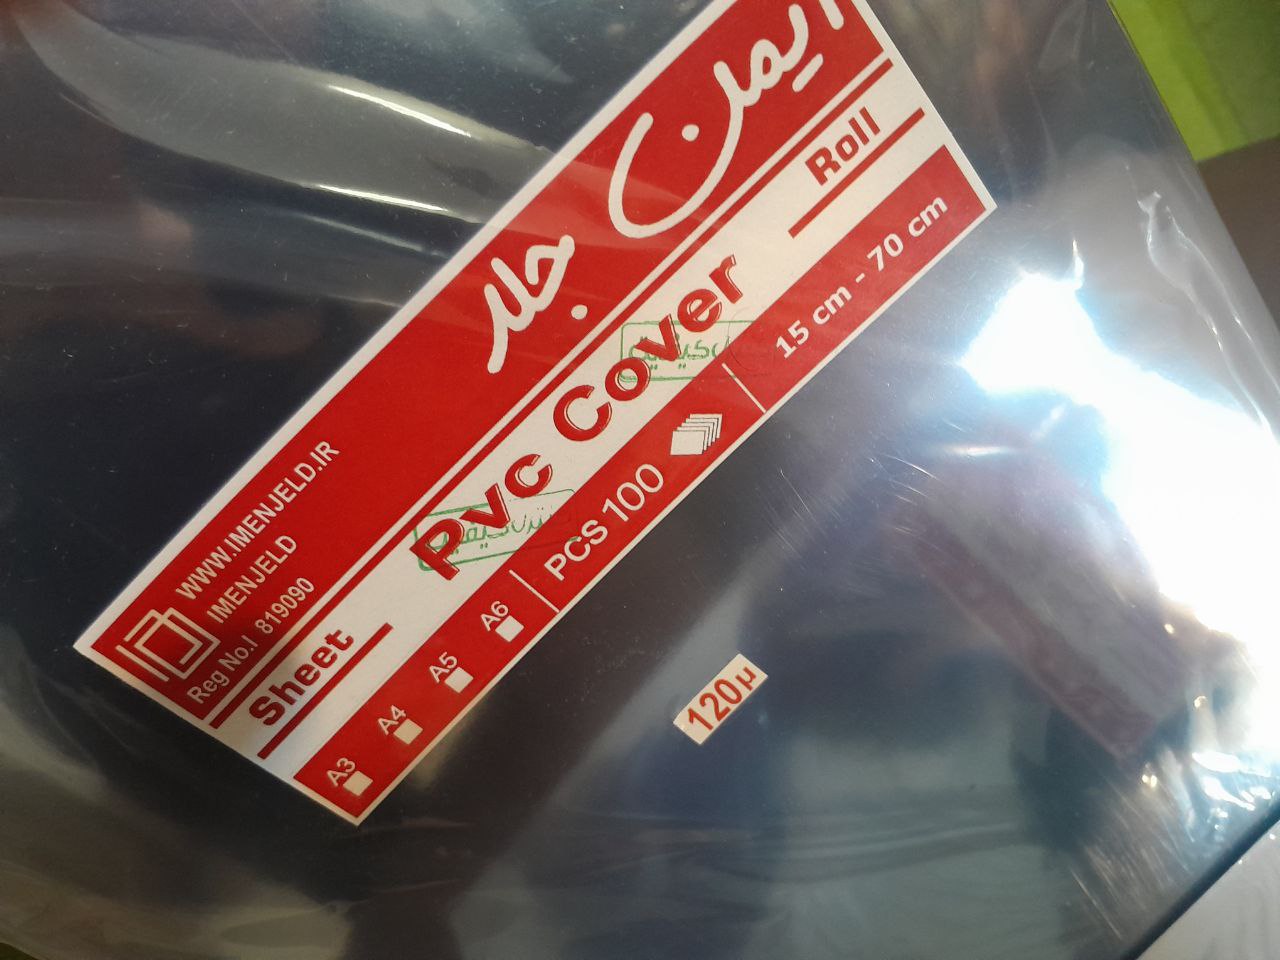 ایمن جلد
WWW.IMENJELD.IR
IMENJELD
Reg No.I 819090
Sheet
Pvc Cover
Roll
A3
A4
A5
A6
PCS 100
15 cm - 70 cm
120µ